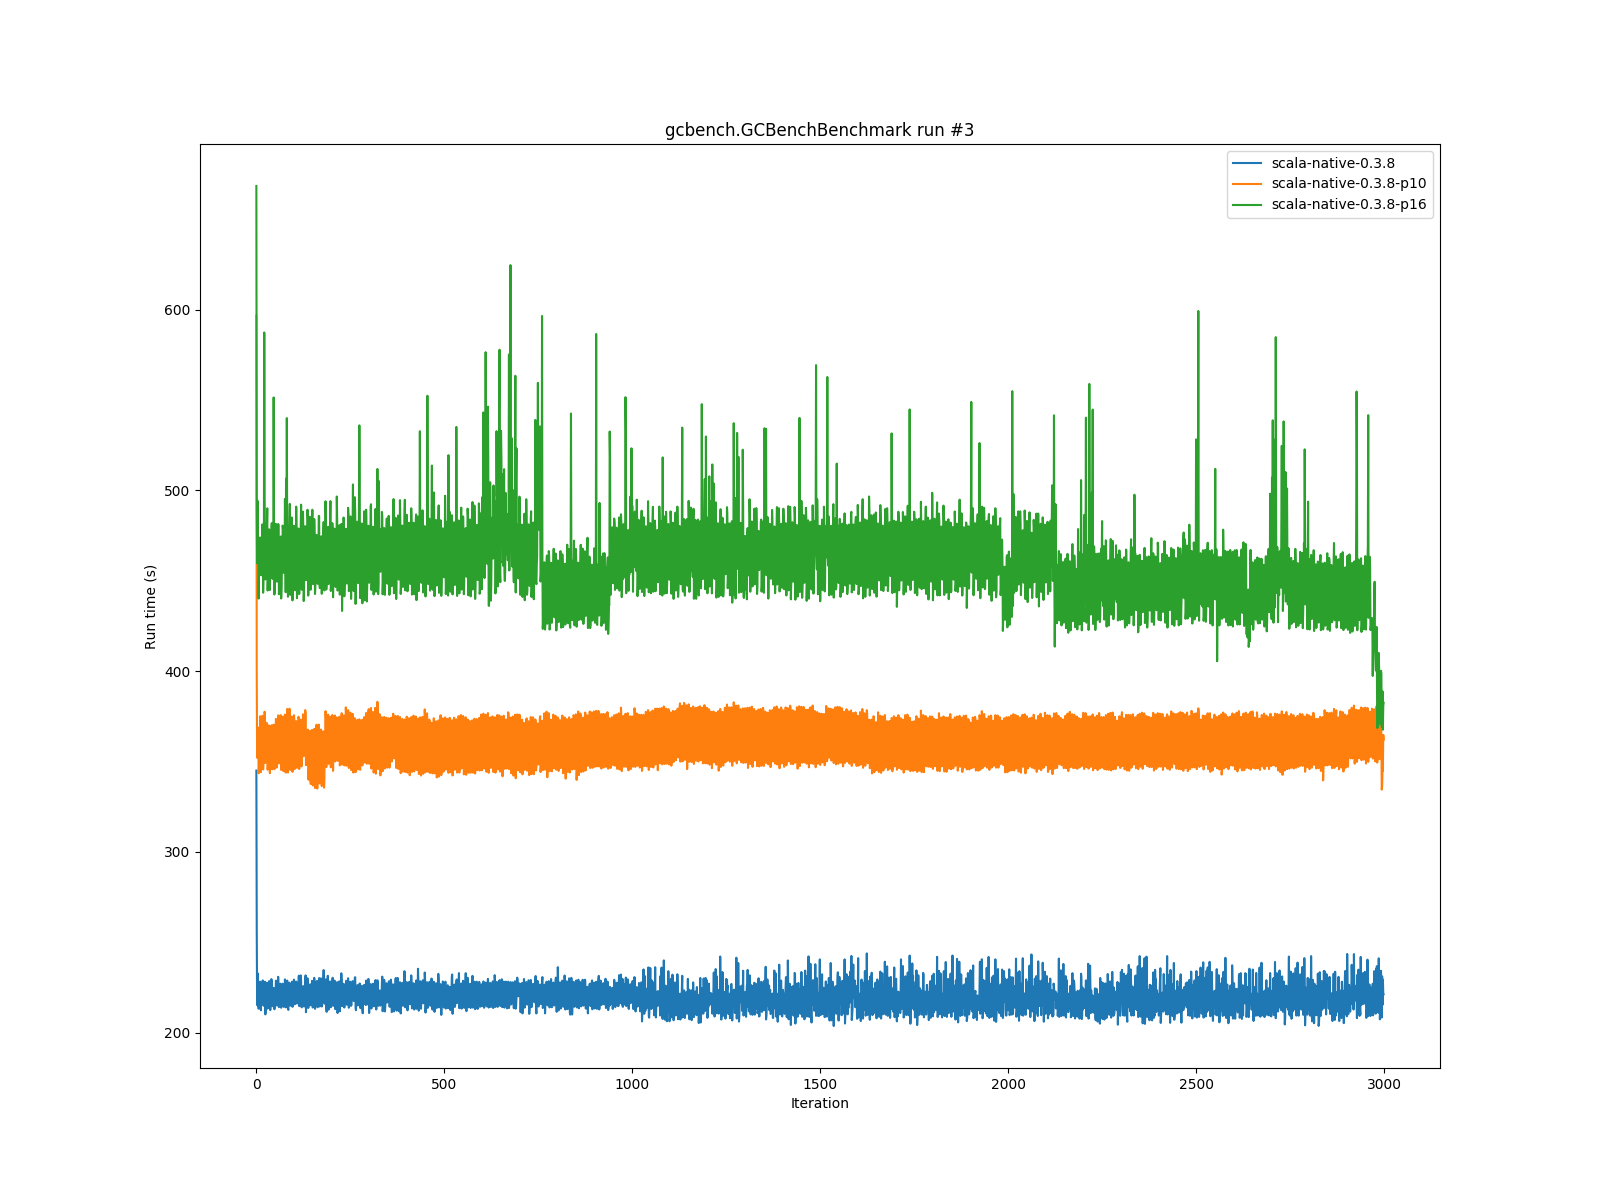 gcbench.GCBenchBenchmark run #3
scala-native-0.3.8
scala-native-0.3.8-p10
scala-native-0.3.8-p16
Run time (s)
600
500
400
300
200
0 500 1000 1500 2000 2500 3000
Iteration